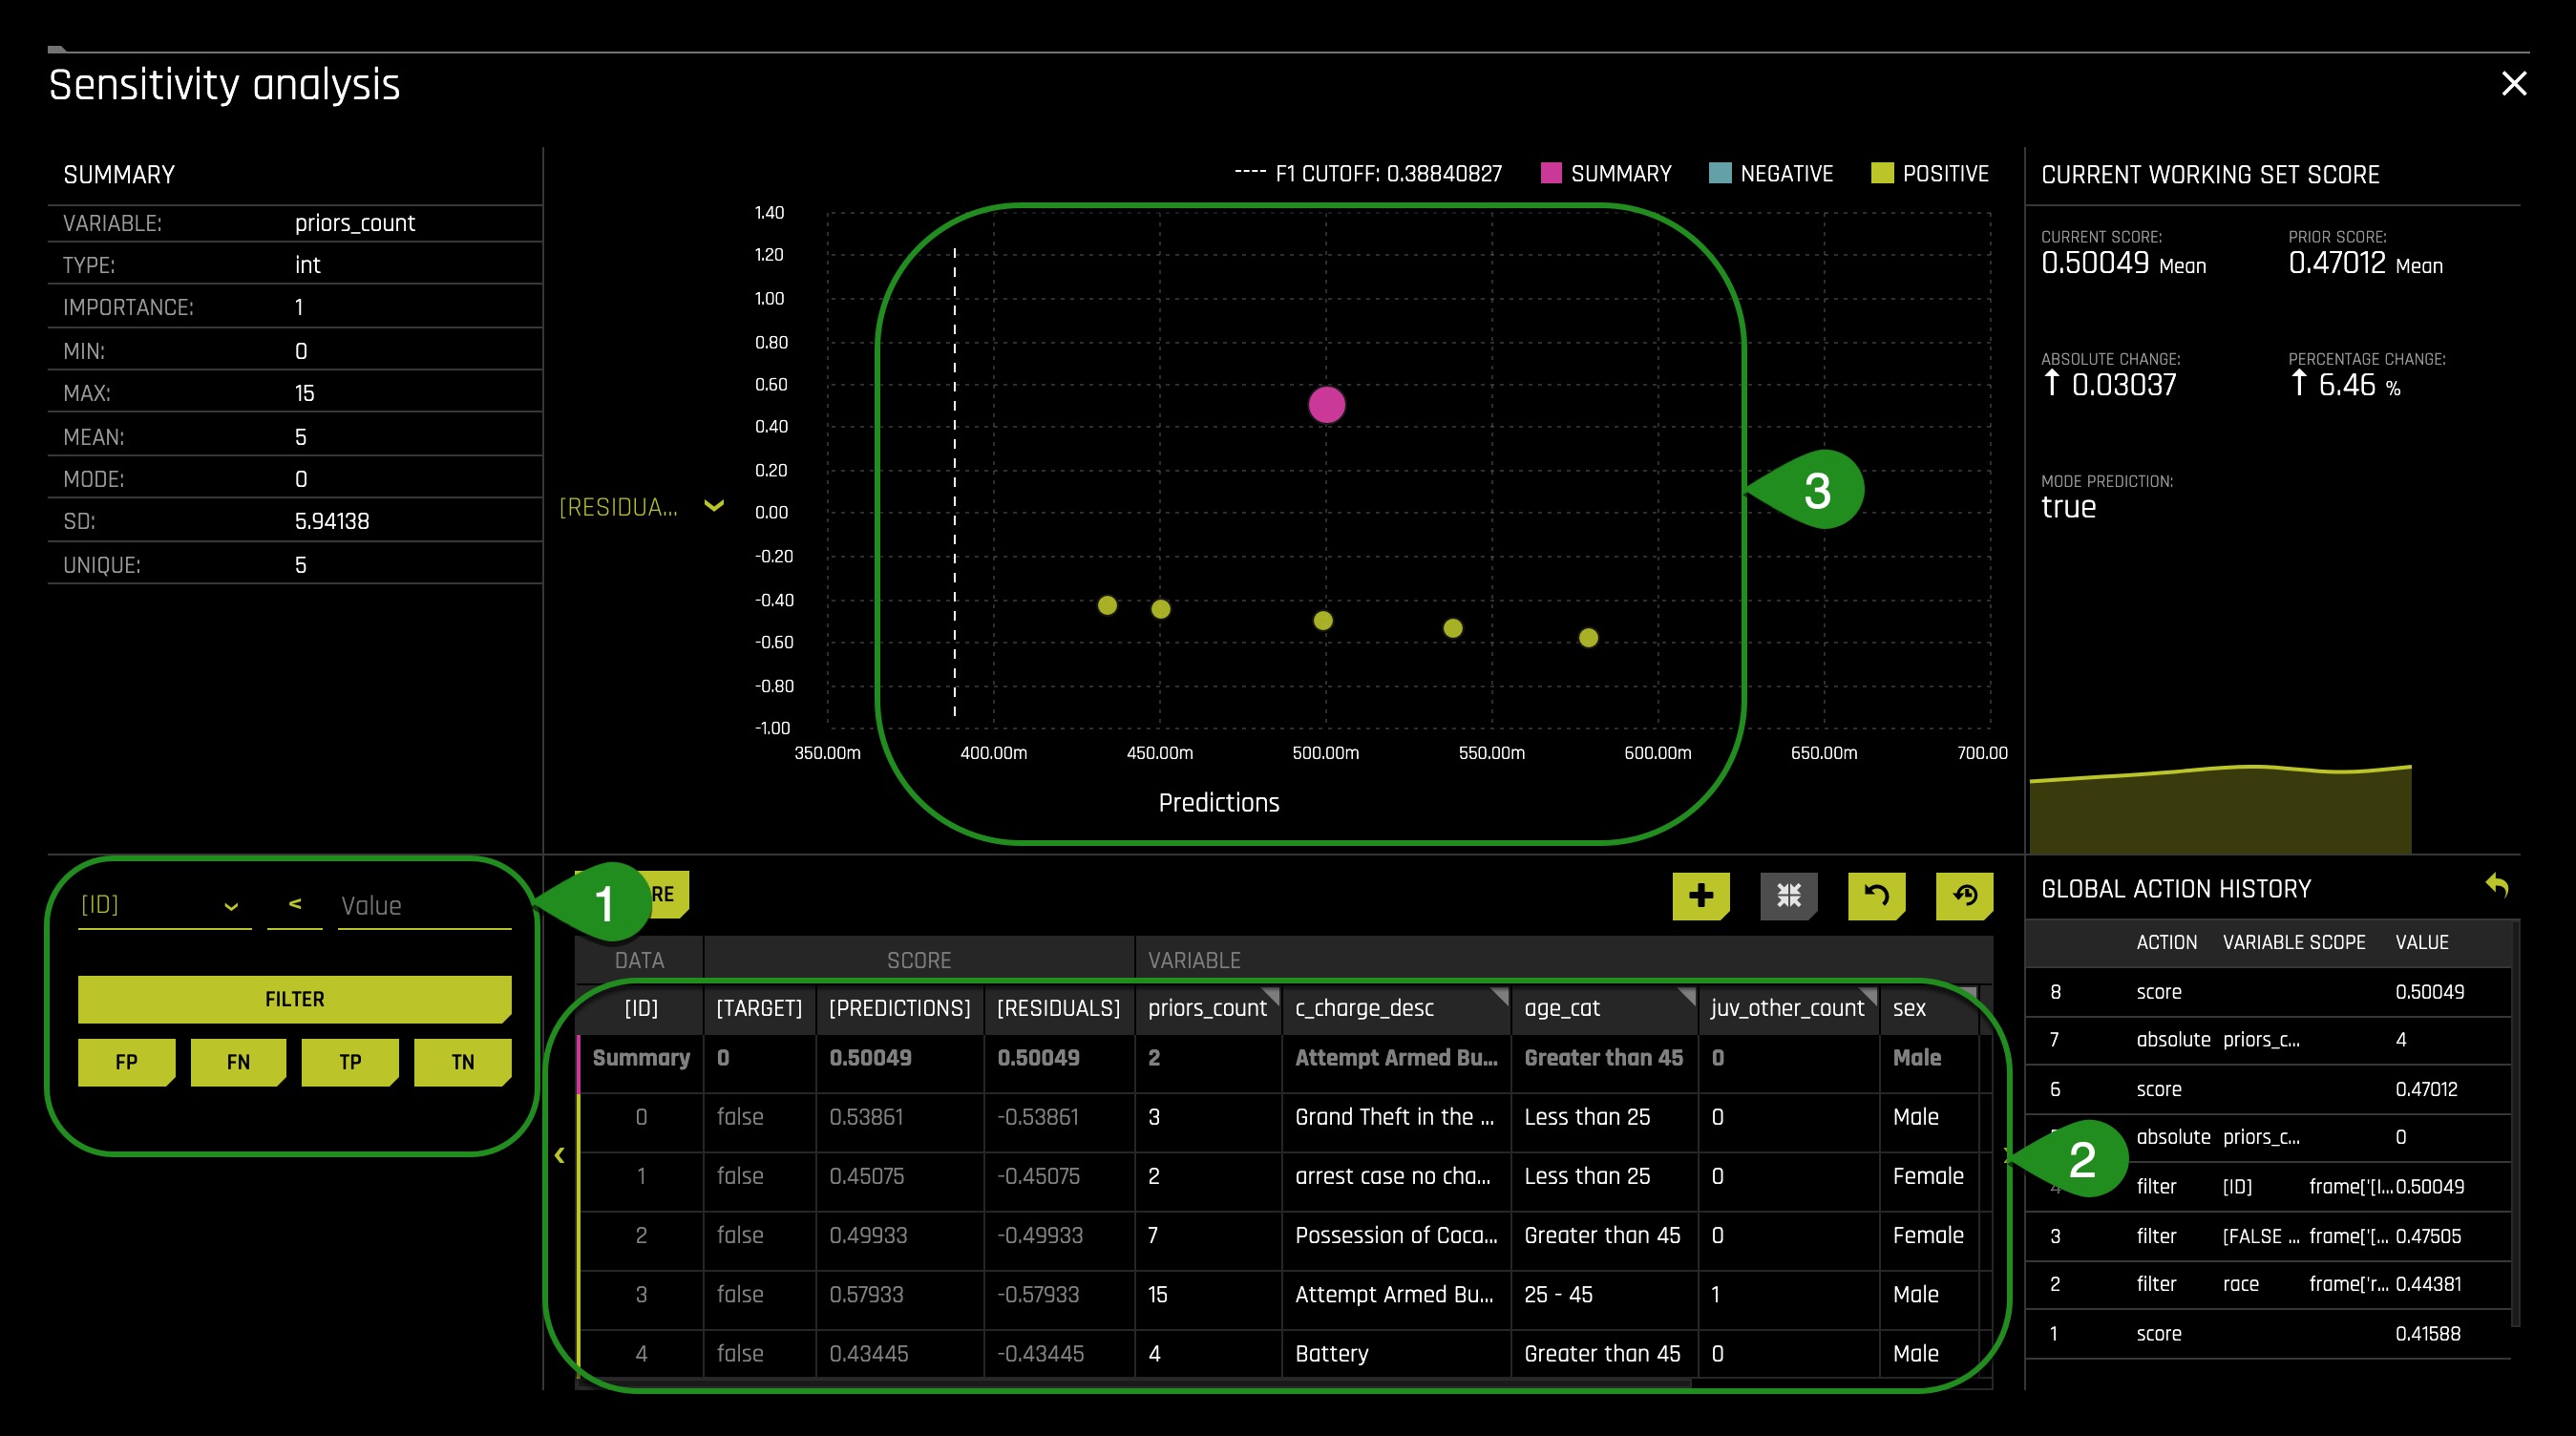 Sensitivity analysis
SUMMARY
VARIABLE: priors_count
TYPE: int
IMPORTANCE: 1
MIN: 0
MAX: 15
MEAN: 5
MODE: 0
SD: 5.94138
UNIQUE: 5
F1 CUTOFF: 0.38840827 SUMMARY NEGATIVE POSITIVE
1.40
1.20
1.00
0.80
0.60
0.40
0.20
0.00
-0.20
-0.40
-0.60
-0.80
-1.00
[RESIDUA...
350.00m 400.00m 450.00m 500.00m 550.00m 600.00m 650.00m 700.00
Predictions
3
CURRENT WORKING SET SCORE
CURRENT SCORE: PRIOR SCORE:
0.50049 Mean 0.47012 Mean
ABSOLUTE CHANGE: PERCENTAGE CHANGE:
↑ 0.03037 ↑ 6.46 %
MODE PREDICTION:
true
[ID] < Value
FILTER
FP FN TP TN
1
RE
DATA SCORE VARIABLE
[ID] [TARGET] [PREDICTIONS] [RESIDUALS] priors_count c_charge_desc age_cat juv_other_count sex
Summary 0 0.50049 0.50049 2 Attempt Armed Bu... Greater than 45 0 Male
0 false 0.53861 -0.53861 3 Grand Theft in the ... Less than 25 0 Male
1 false 0.45075 -0.45075 2 arrest case no cha... Less than 25 0 Female
2 false 0.49933 -0.49933 7 Possession of Coca... Greater than 45 0 Female
3 false 0.57933 -0.57933 15 Attempt Armed Bu... 25 - 45 1 Male
4 false 0.43445 -0.43445 4 Battery Greater than 45 0 Male
2
GLOBAL ACTION HISTORY
ACTION VARIABLE SCOPE VALUE
8 score 0.50049
7 absolute priors_c... 4
6 score 0.47012
absolute priors_c... 0
4 filter [ID] frame['[I... 0.50049
3 filter [FALSE ... frame['[... 0.47505
2 filter race frame['r... 0.44381
1 score 0.41588